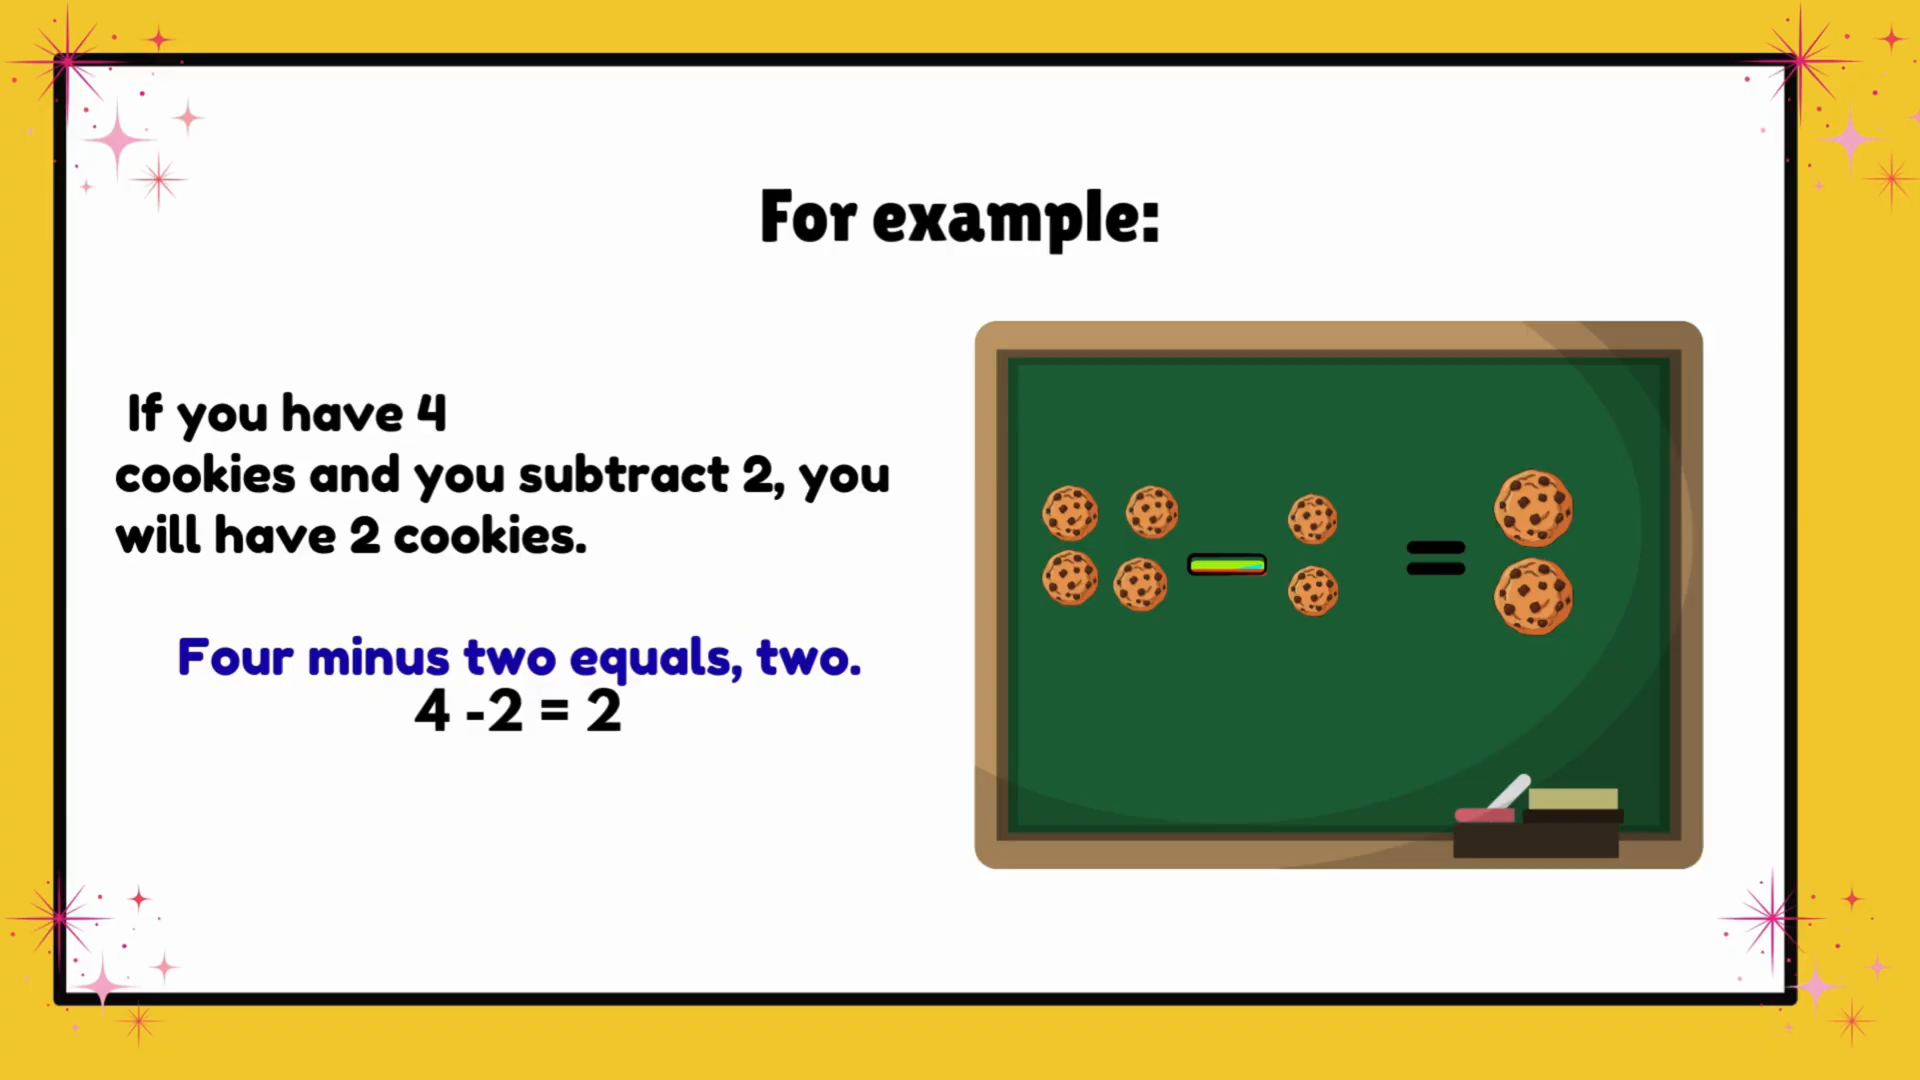 For example:
If you have 4
cookies and you subtract 2, you
will have 2 cookies.
Four minus two equals, two.
4 -2 = 2